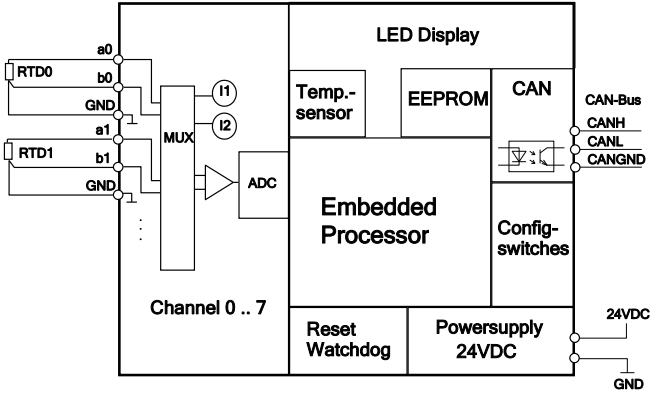 LED Display
a0
RTD0
b0
GND
a1
RTD1
b1
GND
MUX
I1
I2
ADC
Channel 0 .. 7
Temp.-
sensor
EEPROM
CAN
Embedded
Processor
Config-
switches
Reset
Watchdog
Powersupply
24VDC
CAN-Bus
CANH
CANL
CANGND
24VDC
GND